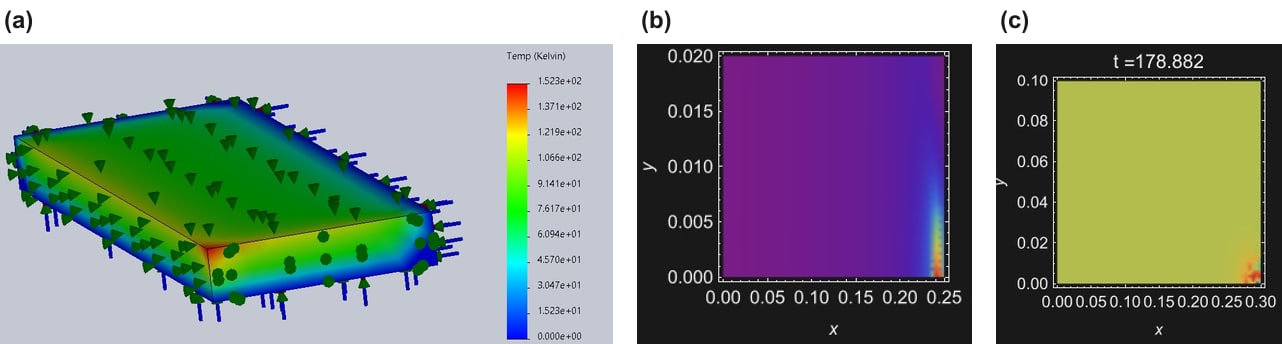 (a)
Temp (Kelvin)
1.523e+02
1.371e+02
1.219e+02
1.066e+02
9.141e+01
7.617e+01
6.094e+01
4.570e+01
3.047e+01
1.523e+01
0.000e+00
(b)
0.020
0.015
0.010
0.005
0.000
y
0.00 0.05 0.10 0.15 0.20 0.25
x
(c)
t =178.882
0.10
0.08
0.06
0.04
0.02
0.00
y
0.00 0.05 0.10 0.15 0.20 0.25 0.30
x